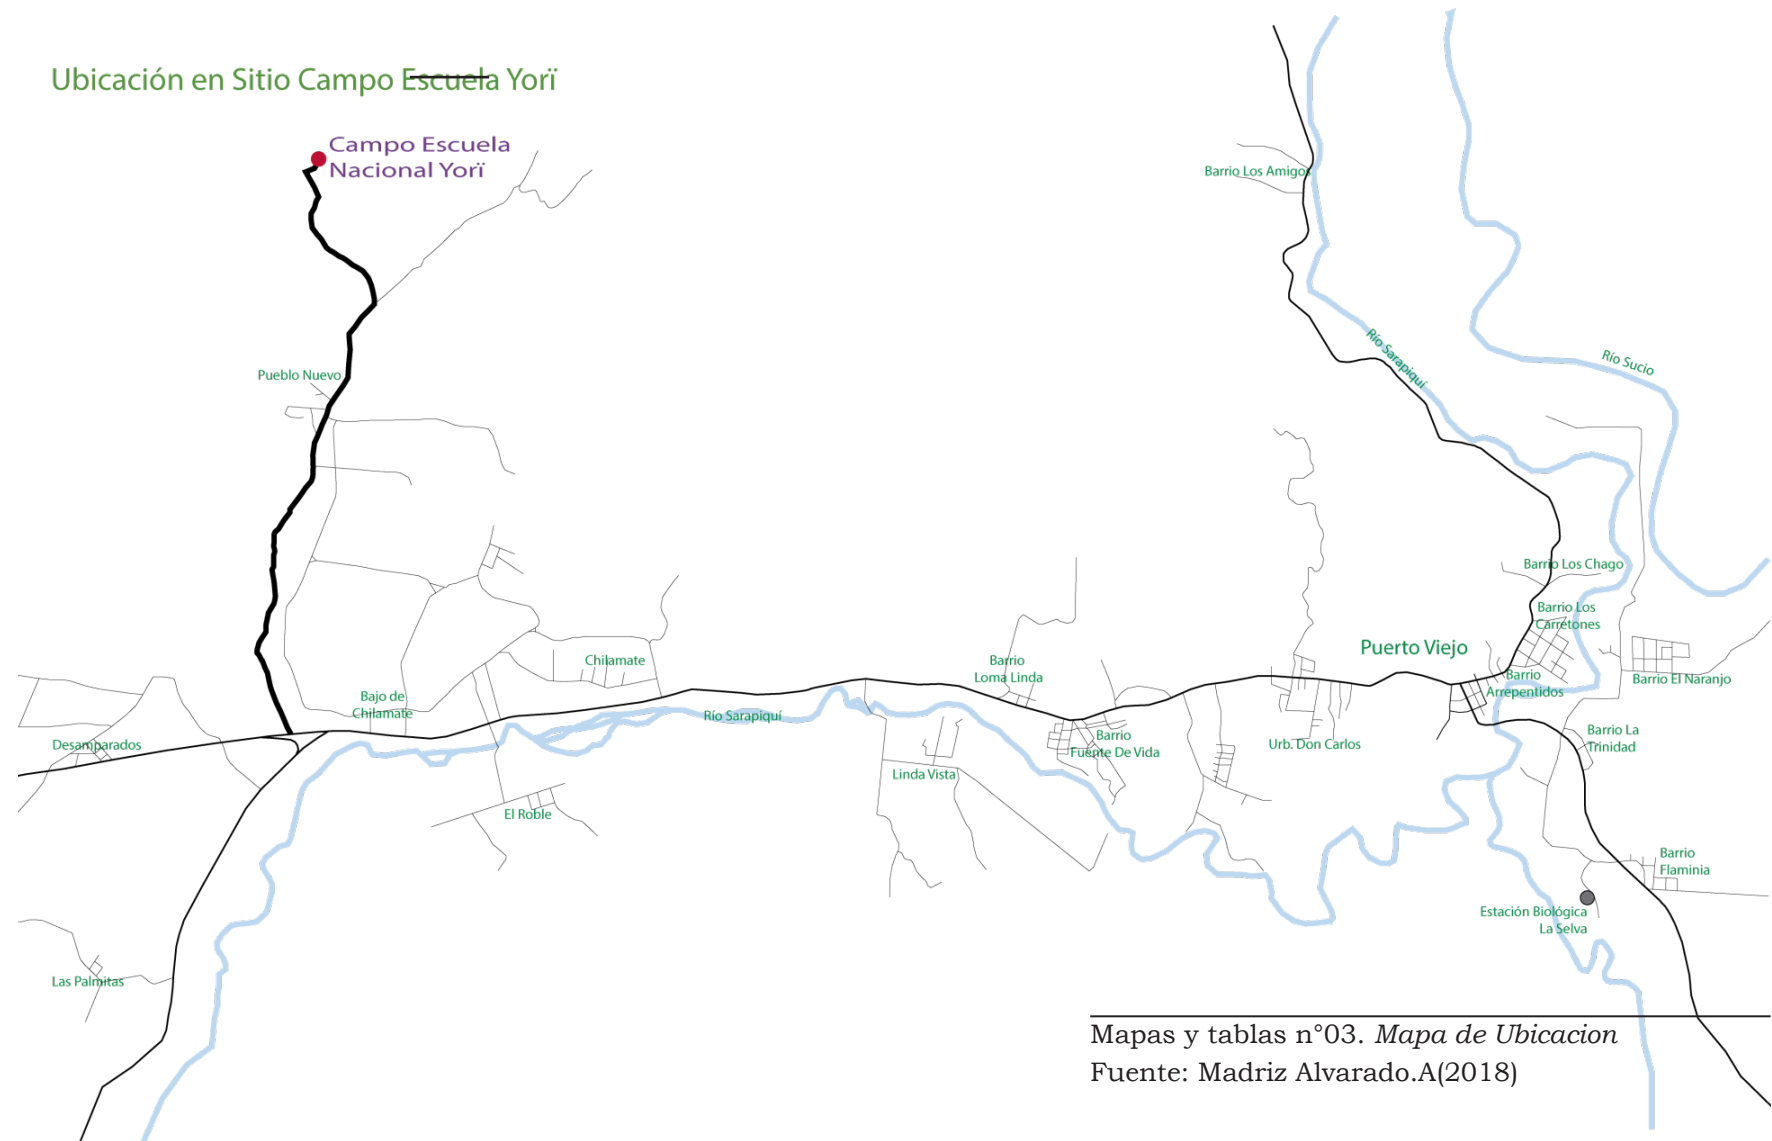 Ubicación en Sitio Campo Escuela Yorï
Campo Escuela
Nacional Yorï
Barrio Los Amigos
Río Sarapiquí
Río Sucio
Pueblo Nuevo
Barrio Los Chago
Barrio Los
Carretones
Puerto Viejo
Chilamate
Barrio
Loma Linda
Barrio
Arrepentidos
Barrio El Naranjo
Bajo de
Chilamate
Río Sarapiquí
Desamparados
Barrio
Fuente De Vida
Urb. Don Carlos
Barrio La
Trinidad
Linda Vista
El Roble
Barrio
Flaminia
Estación Biológica
La Selva
Las Palmitas
Mapas y tablas n°03. Mapa de Ubicacion
Fuente: Madriz Alvarado.A(2018)